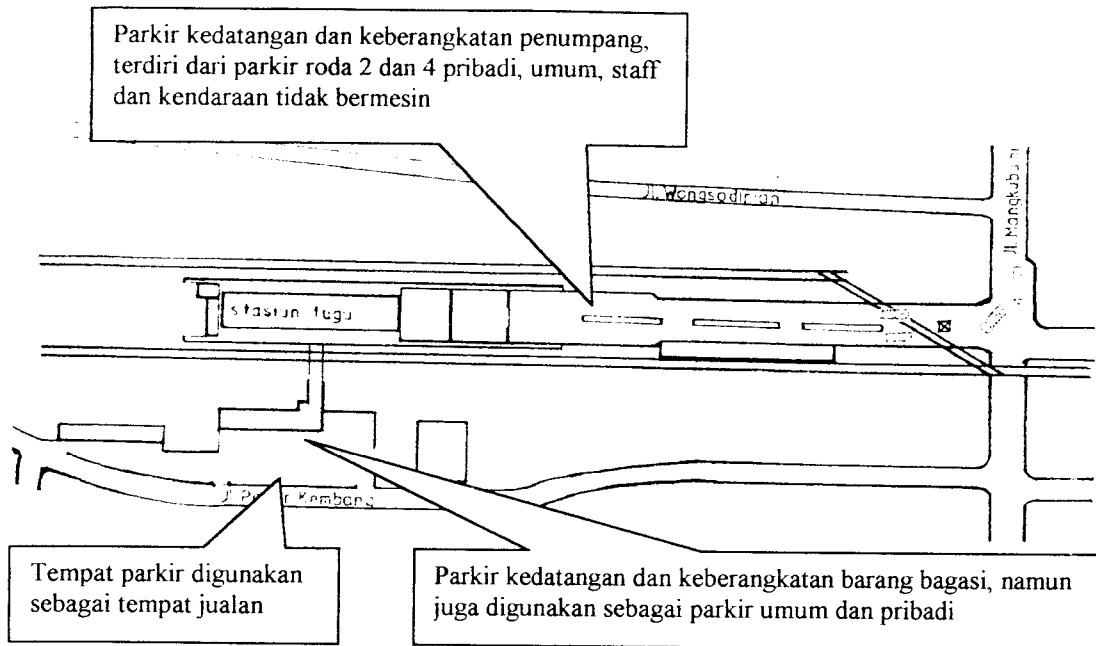 Parkir kedatangan dan keberangkatan penumpang,
terdiri dari parkir roda 2 dan 4 pribadi, umum, staff
dan kendaraan tidak bermesin
Jl. Wongsodirjan
Jl. Mangkubumi
stasiun tugu
Jl Pasar Kembang
Tempat parkir digunakan
sebagai tempat jualan
Parkir kedatangan dan keberangkatan barang bagasi, namun
juga digunakan sebagai parkir umum dan pribadi